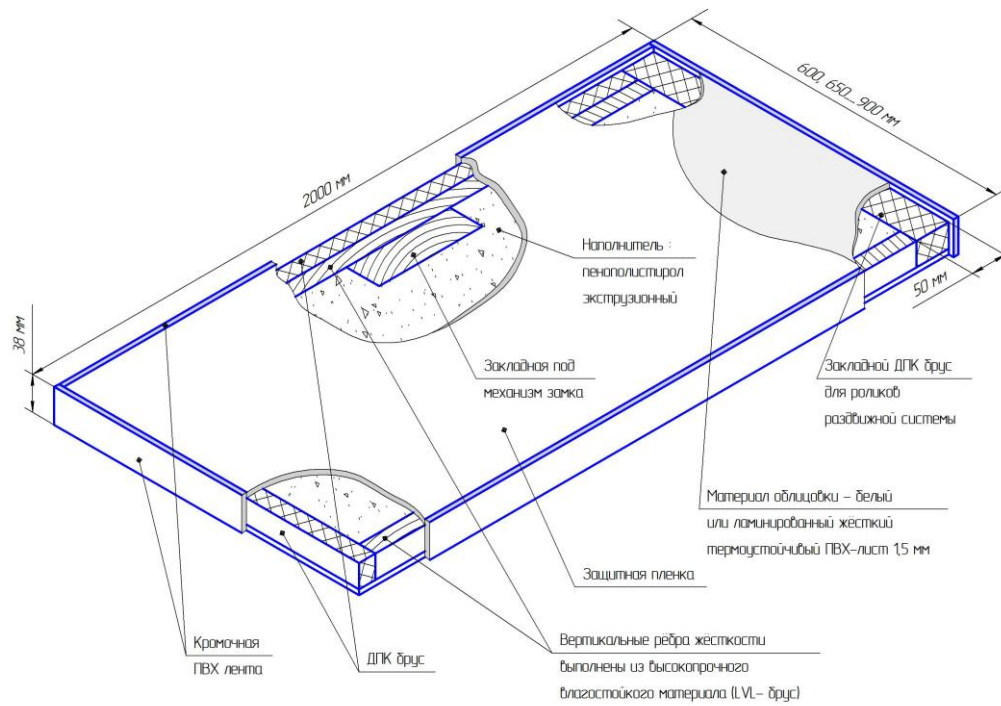 600, 650...900 мм
2000 мм
Наполнитель :
пенополистирол
экструзионный
50 мм
38 мм
Закладная под
механизм замка
Закладной ДПК брус
для роликов
раздвижной системы
Материал облицовки – белый
или ламинированный жёсткий
термоустойчивый ПВХ-лист 1,5 мм
Защитная пленка
Кромочная
ПВХ лента
ДПК брус
Вертикальные рёбра жёсткости
выполнены из высокопрочного
влагостойкого материала (LVL- брус)